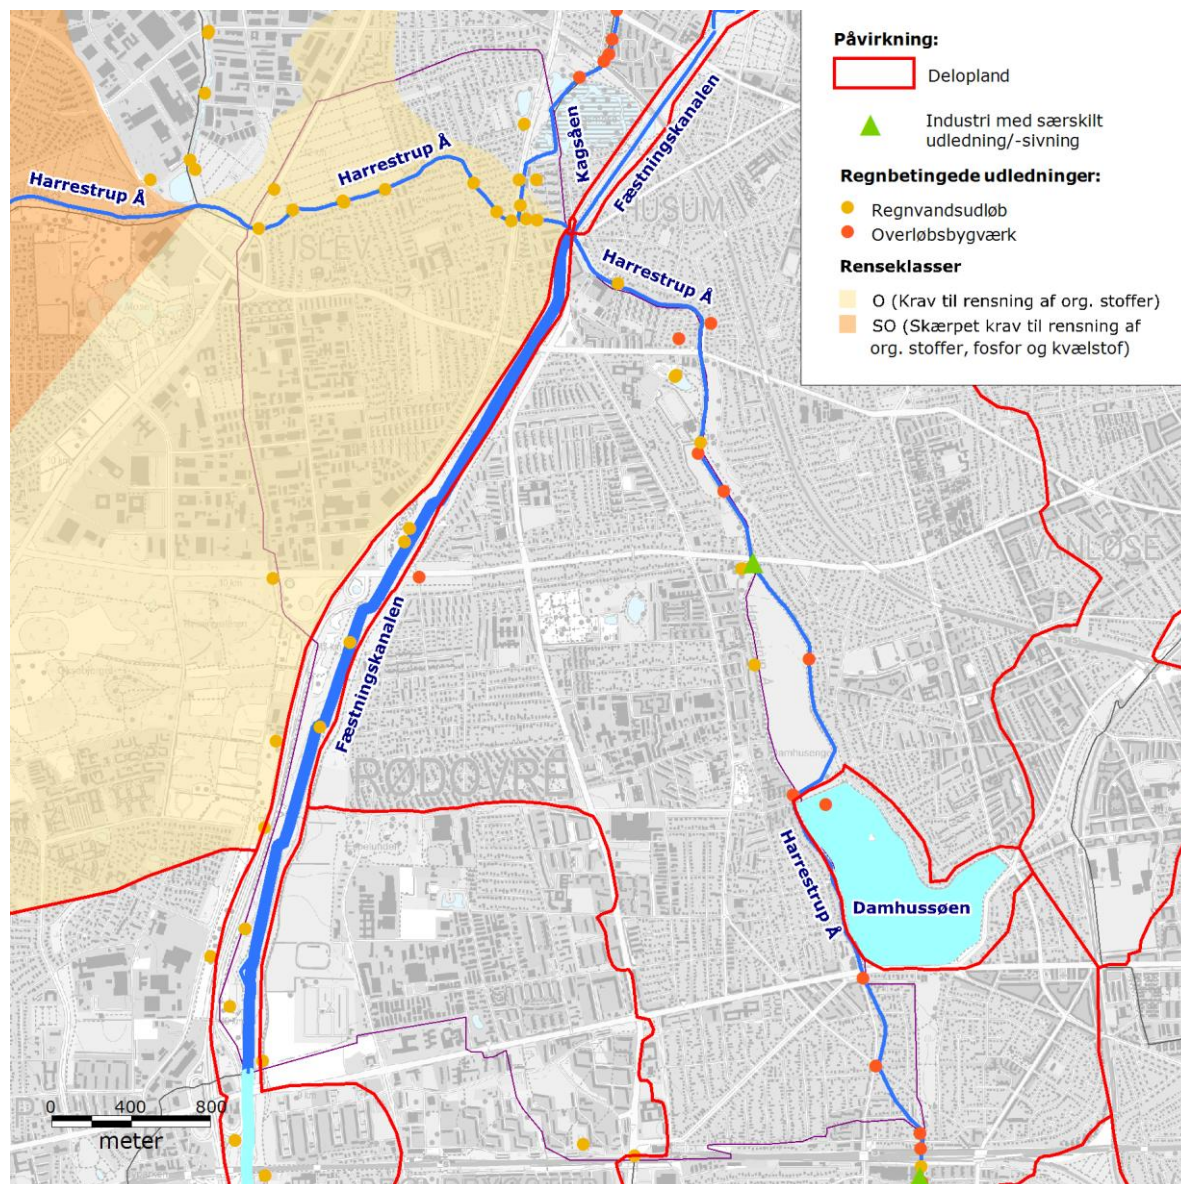 Påvirkning:
Delopland
Industri med særskilt
udledning/-sivning
Regnbetingede udledninger:
Regnvandsudløb
Overløbsbygværk
Renseklasser
O (Krav til rensning af org. stoffer)
SO (Skærpet krav til rensning af
org. stoffer, fosfor og kvælstof)
Kagsåen
Fæstningskanalen
Harrestrup Å
Harrestrup Å
HUSUM
ISLEV
Harrestrup Å
VANLØSE
Fæstningskanalen
RØDOVRE
Harrestrup Å
Damhussøen
0 400 800
meter